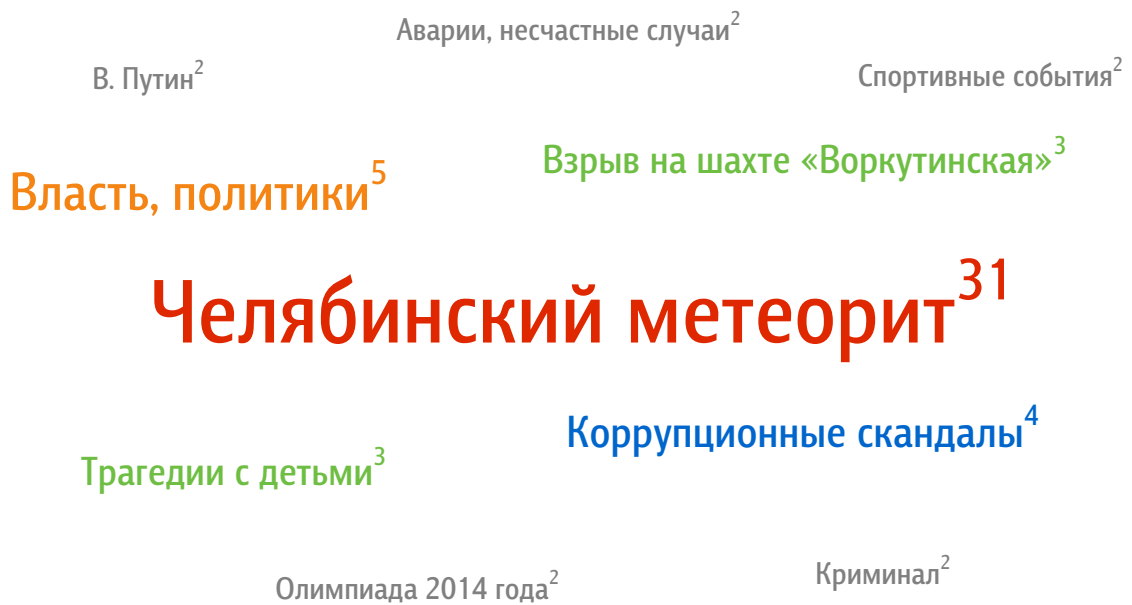 Аварии, несчастные случаи²
В. Путин²
Спортивные события²
Взрыв на шахте «Воркутинская»³
Власть, политики⁵
Челябинский метеорит³¹
Коррупционные скандалы⁴
Трагедии с детьми³
Криминал²
Олимпиада 2014 года²